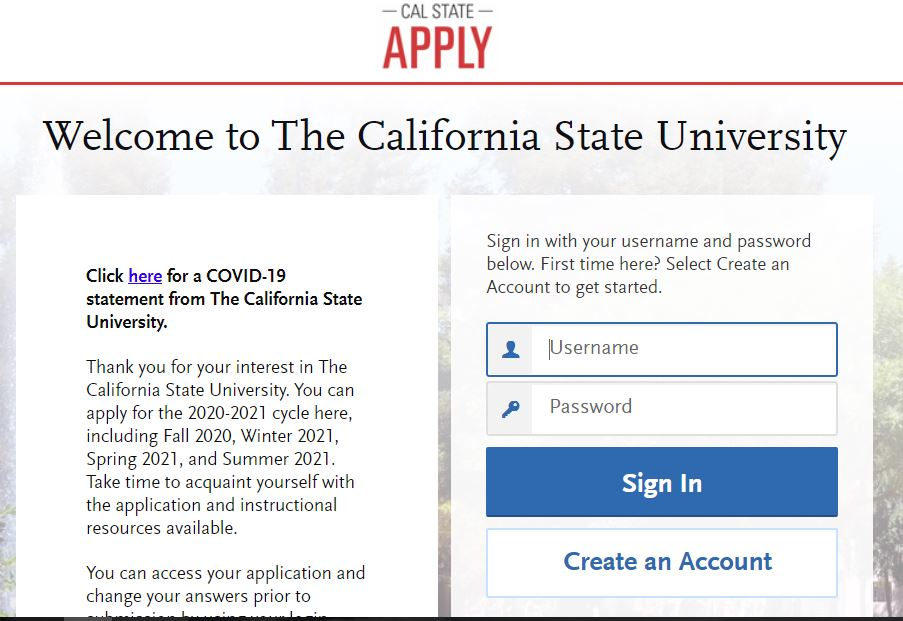 — CAL STATE —
APPLY
Welcome to The California State University
Click here for a COVID-19
statement from The California State
University.
Thank you for your interest in The
California State University. You can
apply for the 2020-2021 cycle here,
including Fall 2020, Winter 2021,
Spring 2021, and Summer 2021.
Take time to acquaint yourself with
the application and instructional
resources available.
You can access your application and
change your answers prior to
submission by using your login
Sign in with your username and password
below. First time here? Select Create an
Account to get started.
Username
Password
Sign In
Create an Account